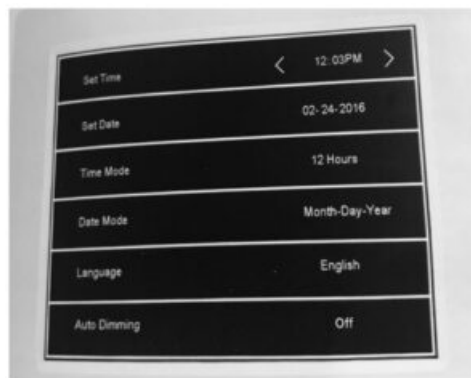 Set Time < 12:03PM >
Set Date 02-24-2016
Time Mode 12 Hours
Date Mode Month-Day-Year
Language English
Auto Dimming Off